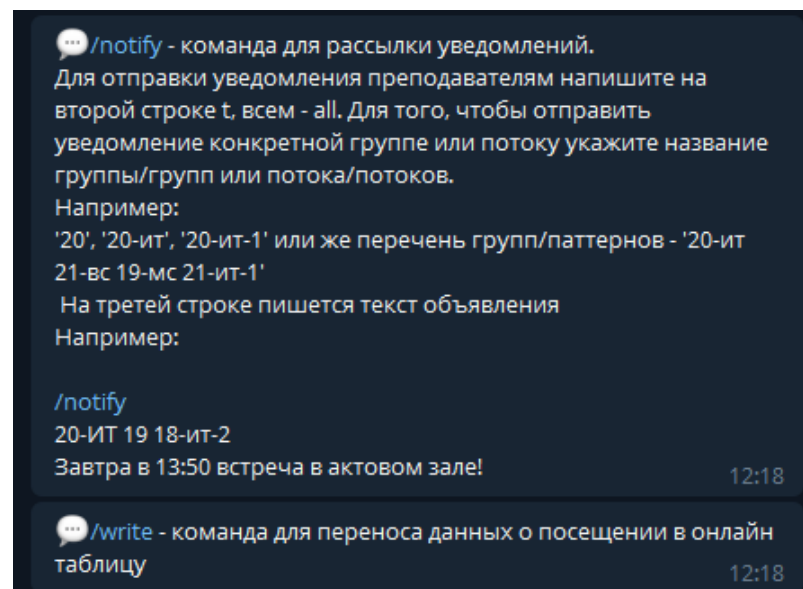 💬/notify - команда для рассылки уведомлений.
Для отправки уведомления преподавателям напишите на
второй строке t, всем - all. Для того, чтобы отправить
уведомление конкретной группе или потоку укажите название
группы/групп или потока/потоков.
Например:
'20', '20-ит', '20-ит-1' или же перечень групп/паттернов - '20-ит
21-вс 19-мс 21-ит-1'
На третей строке пишется текст объявления
Например:
/notify
20-ИТ 19 18-ит-2
Завтра в 13:50 встреча в актовом зале!
12:18
💬/write - команда для переноса данных о посещении в онлайн
таблицу
12:18